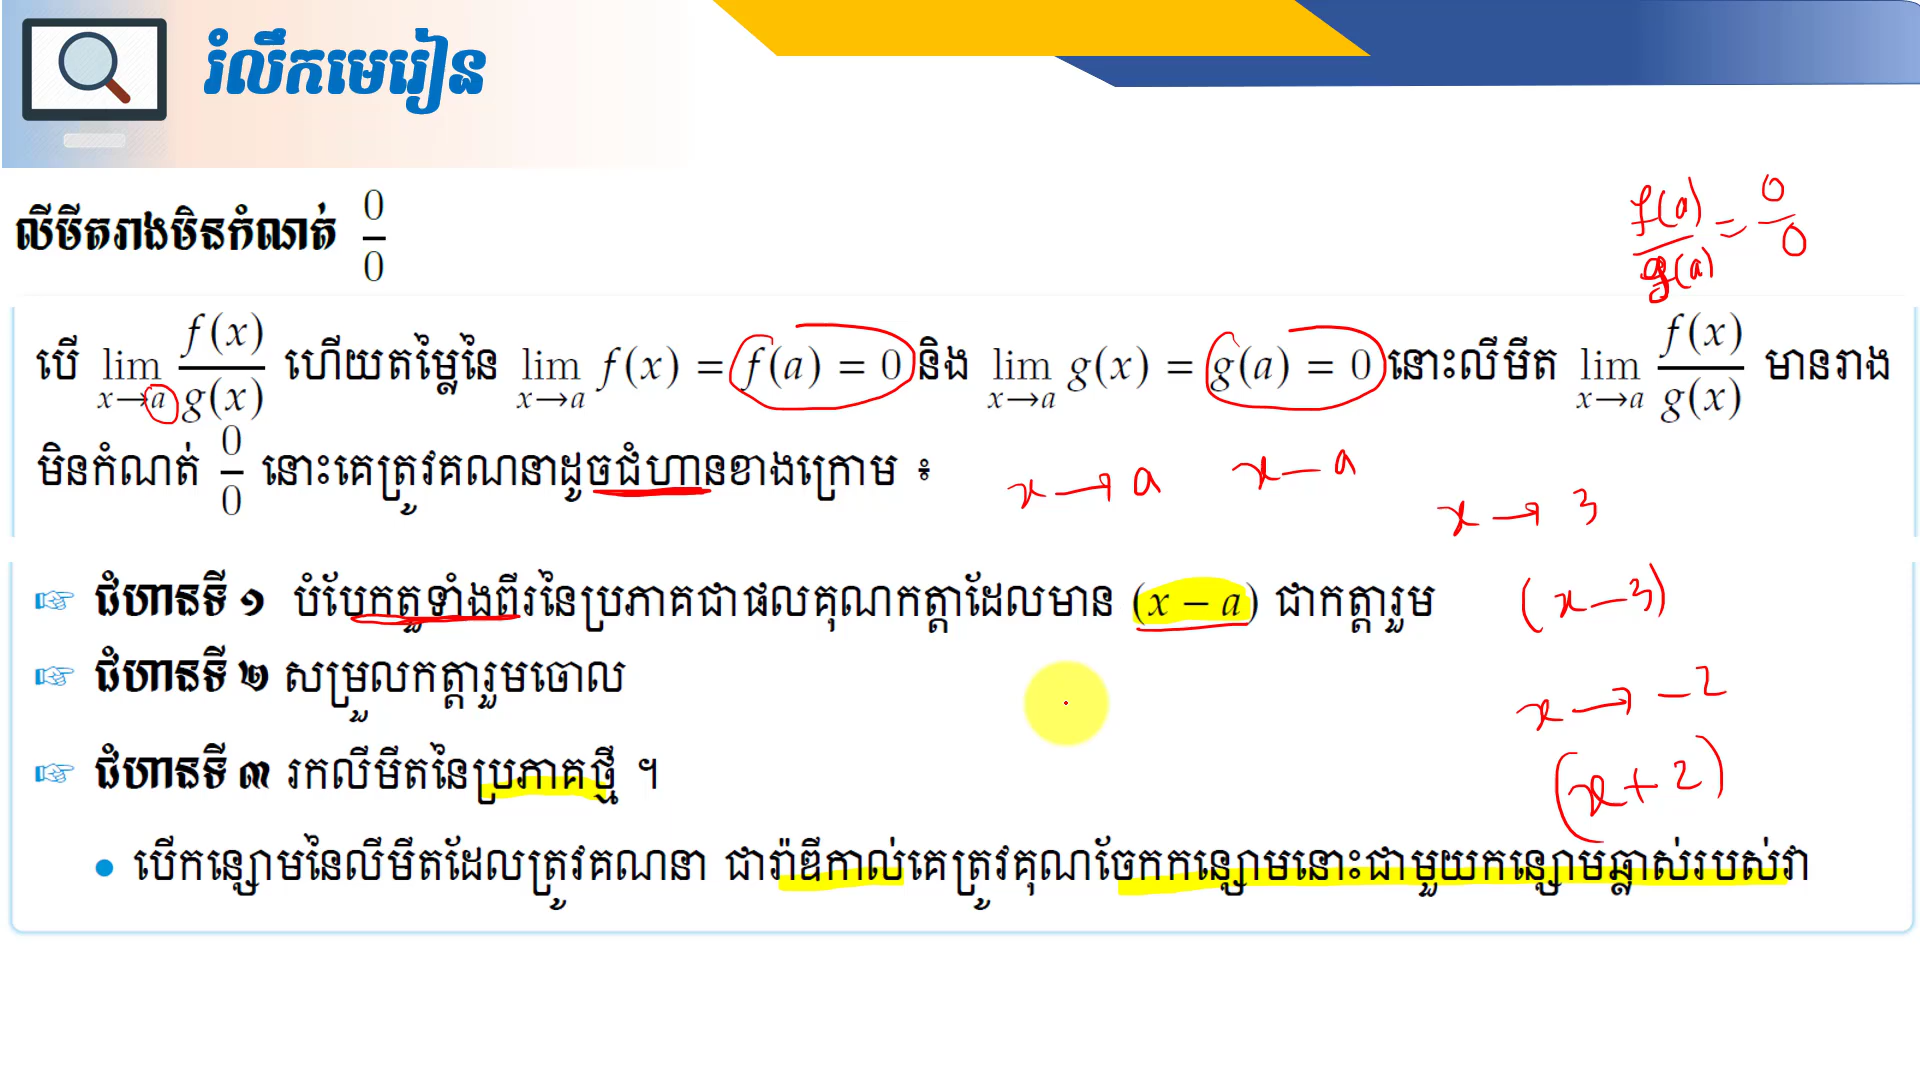 រំលឹកមេរៀន
លីមីតរាងមិនកំណត់ 0/0
f(a)/g(a) = 0/0
បើ lim x→a f(x)/g(x) ហើយតម្លៃនៃ lim x→a f(x) = f(a) = 0 និង lim x→a g(x) = g(a) = 0 នោះលីមីត lim x→a f(x)/g(x) មានរាង
មិនកំណត់ 0/0 នោះគេត្រូវគណនាដូចជំហានខាងក្រោម ៖
x → a x − a
x → 3
ជំហានទី ១ បំបែកតួទាំងពីរនៃប្រភាគជាផលគុណកត្តាដែលមាន (x − a) ជាកត្តារួម
(x − 3)
ជំហានទី ២ សម្រួលកត្តារួមចោល
x → −2
ជំហានទី ៣ រកលីមីតនៃប្រភាគថ្មី ។
(x + 2)
• បើកន្សោមនៃលីមីតដែលត្រូវគណនា ជារ៉ាឌីកាល់គេត្រូវគុណចែកកន្សោមនោះជាមួយកន្សោមឆ្លាស់របស់វា